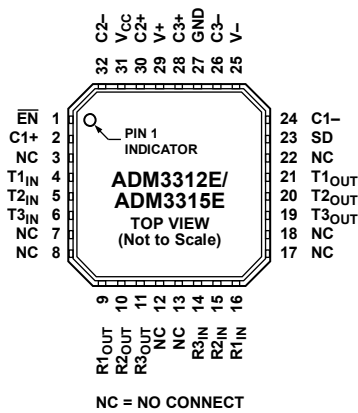 32 C2–
31 VCC
30 C2+
29 V+
28 C3+
27 GND
26 C3–
25 V–
EN 1
C1+ 2
NC 3
T1IN 4
T2IN 5
T3IN 6
NC 7
NC 8
PIN 1
INDICATOR
ADM3312E/
ADM3315E
TOP VIEW
(Not to Scale)
24 C1–
23 SD
22 NC
21 T1OUT
20 T2OUT
19 T3OUT
18 NC
17 NC
R1OUT 9
R2OUT 10
R3OUT 11
NC 12
NC 13
R3IN 14
R2IN 15
R1IN 16
NC = NO CONNECT